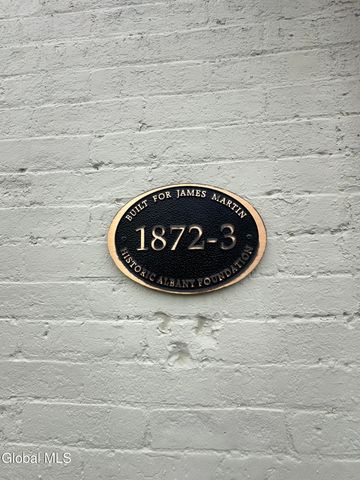 BUILT FOR JAMES MARTIN
1872-3
HISTORIC ALBANY FOUNDATION
Global MLS